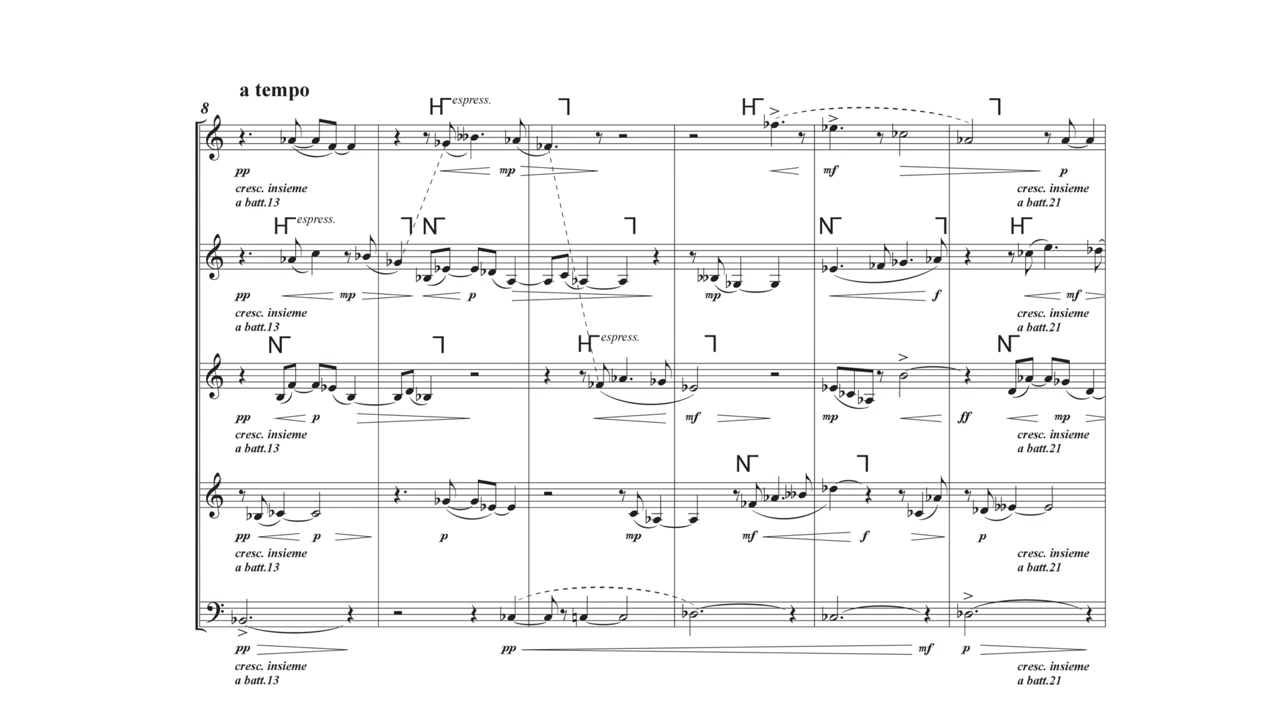 a tempo
8
H espress.
H
pp
mp
mf
p
cresc. insieme
a batt.13
cresc. insieme
a batt.21
H espress.
N
N
H
pp
mp
p
mp
f
mf
cresc. insieme
a batt.13
cresc. insieme
a batt.21
N
H espress.
N
pp
p
mf
mp
ff
mp
cresc. insieme
a batt.13
cresc. insieme
a batt.21
N
pp
p
p
mp
mf
f
p
cresc. insieme
a batt.13
cresc. insieme
a batt.21
pp
pp
mf
p
cresc. insieme
a batt.13
cresc. insieme
a batt.21